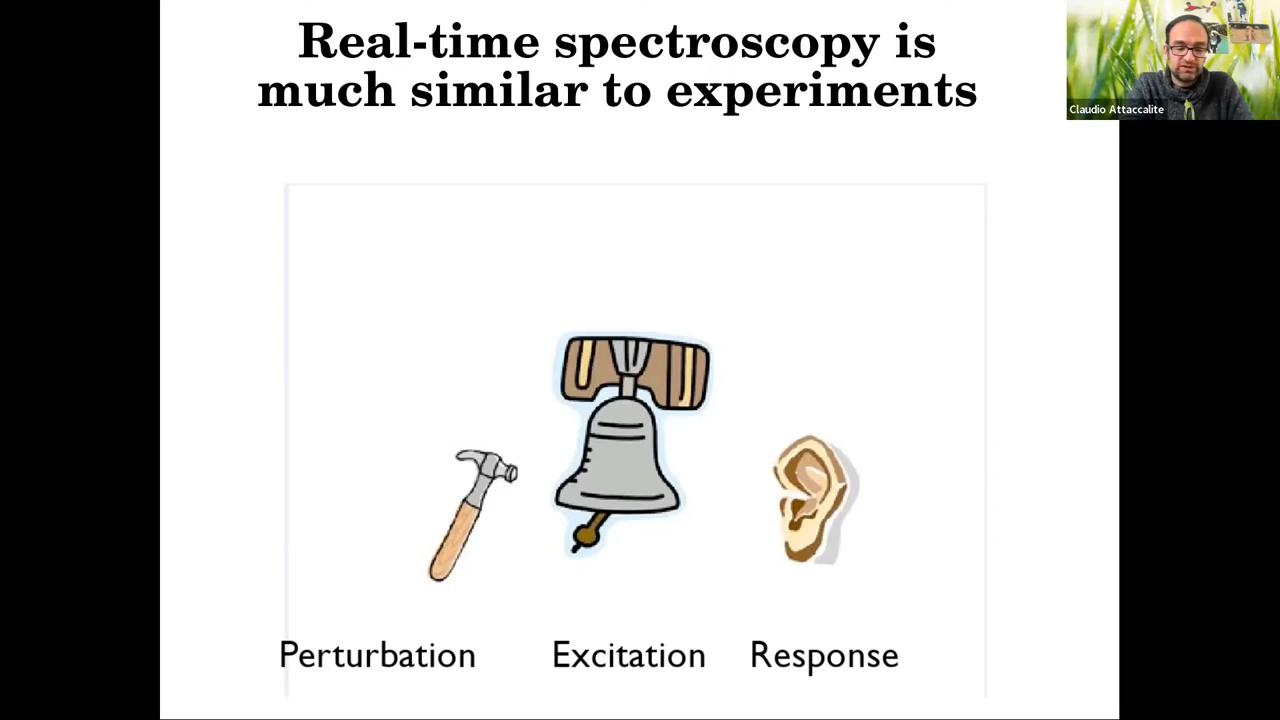 Real-time spectroscopy is
much similar to experiments
Claudio Attaccalite
Perturbation Excitation Response